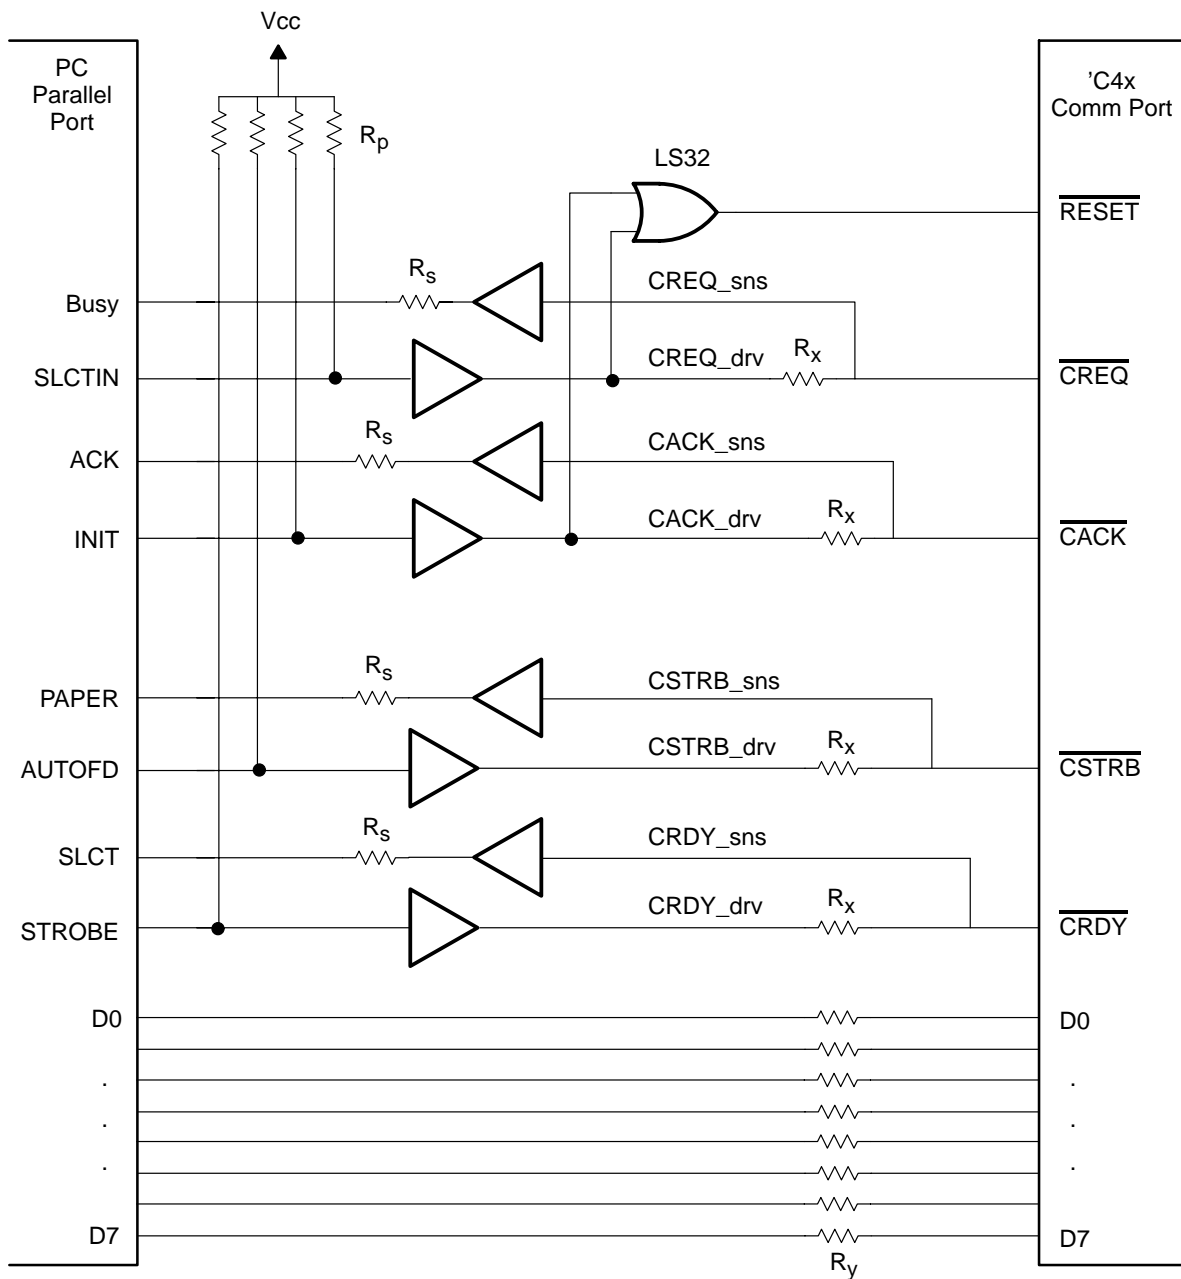 Vcc
PC
Parallel
Port
'C4x
Comm Port
Rp
LS32
RESET
Rs
CREQ_sns
Busy
SLCTIN
CREQ_drv
Rx
CREQ
Rs
CACK_sns
ACK
INIT
CACK_drv
Rx
CACK
Rs
CSTRB_sns
PAPER
AUTOFD
CSTRB_drv
Rx
CSTRB
Rs
CRDY_sns
SLCT
STROBE
CRDY_drv
Rx
CRDY
D0
D0
.
.
.
.
.
.
D7
D7
Ry